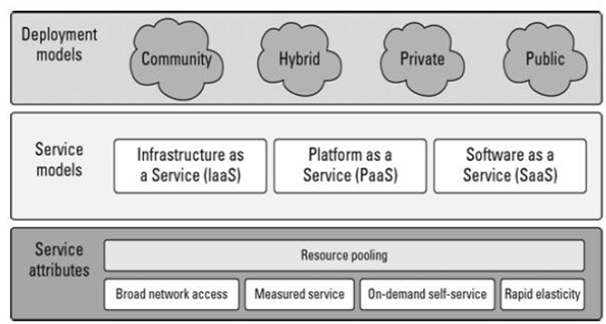 Deployment
models
Community
Hybrid
Private
Public
Service
models
Infrastructure as
a Service (IaaS)
Platform as a
Service (PaaS)
Software as a
Service (SaaS)
Service
attributes
Resource pooling
Broad network access
Measured service
On-demand self-service
Rapid elasticity